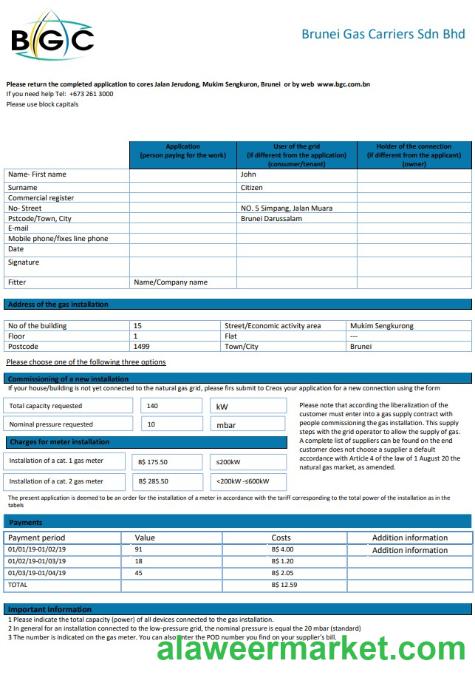 BGC
Brunei Gas Carriers Sdn Bhd
Please return the completed application to cores Jalan Jerudong, Mukim Sengkuron, Brunei or by web www.bgc.com.bn
If you need help Tel: +673 261 3000
Please use block capitals
Application (person paying for the work) User of the grid (if different from the application) (consumer/tenant) Holder of the connection (if different from the applicant) (owner)
Name- First name John
Surname Citizen
Commercial register
No- Street NO. 5 Simpang, Jalan Muara
Pstcode/Town, City Brunei Darussalam
E-mail
Mobile phone/fixes line phone
Date
Signature
Fitter Name/Company name
Address of the gas installation
No of the building 15 Street/Economic activity area Mukim Sengkurong
Floor 1 Flat ---
Postcode 1499 Town/City Brunei
Please choose one of the following three options
Commissioning of a new installation
If your house/building is not yet connected to the natural gas grid, please firs submit to Creos your application for a new connection using the form
Total capacity requested 140 kW
Nominal pressure requested 10 mbar
Please note that according the liberalization of the
customer must enter into a gas supply contract with
people commissioning the gas installation. This supply
steps with the grid operator to allow the supply of gas.
A complete list of suppliers can be found on the end
customer does not choose a supplier a default
accordance with Article 4 of the law of 1 August 20 the
natural gas market, as amended.
Charges for meter installation
Installation of a cat. 1 gas meter B$ 175.50 ≤200kW
Installation of a cat. 2 gas meter B$ 285.50 <200kW -≤600kW
The present application is deemed to be an order for the installation of a meter in accordance with the tariff corresponding to the total power of the installation as in the
tabels
Payments
Payment period Value Costs Addition information
01/01/19-01/02/19 91 B$ 4.00 Addition information
01/02/19-01/03/19 18 B$ 1.20
01/03/19-01/04/19 45 B$ 2.05
TOTAL B$ 12.59
Important Information
1 Please indicate the total capacity (power) of all devices connected to the gas installation.
2 In general for an installation connected to the low-pressure grid, the nominal pressure is equal the 20 mbar (standard)
3 The number is indicated on the gas meter. You can also enter the POD number you find on your supplier's bill.
alaweermarket.com